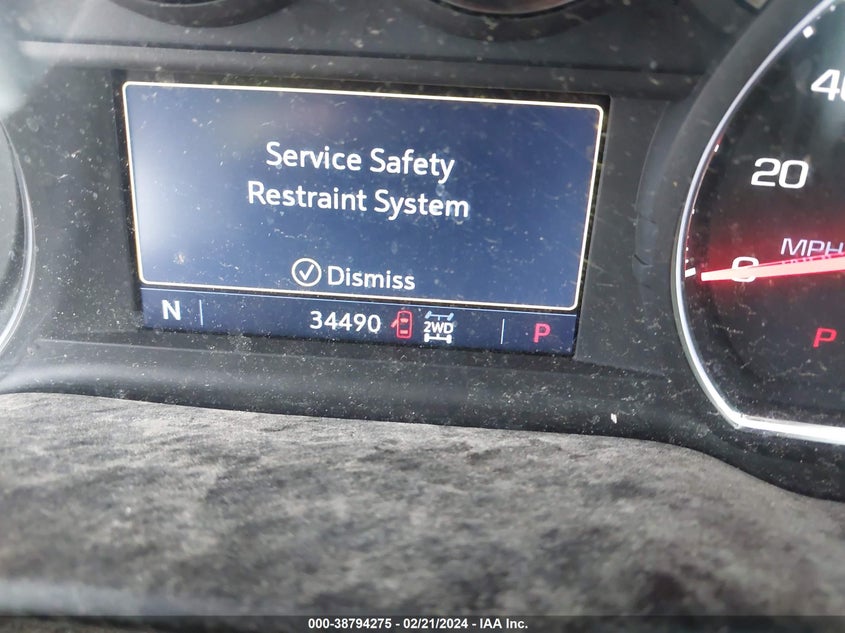 Service Safety
Restraint System
Dismiss
N 34490 2WD P
40
20
MPH
0
P
000-38794275 - 02/21/2024 - IAA Inc.